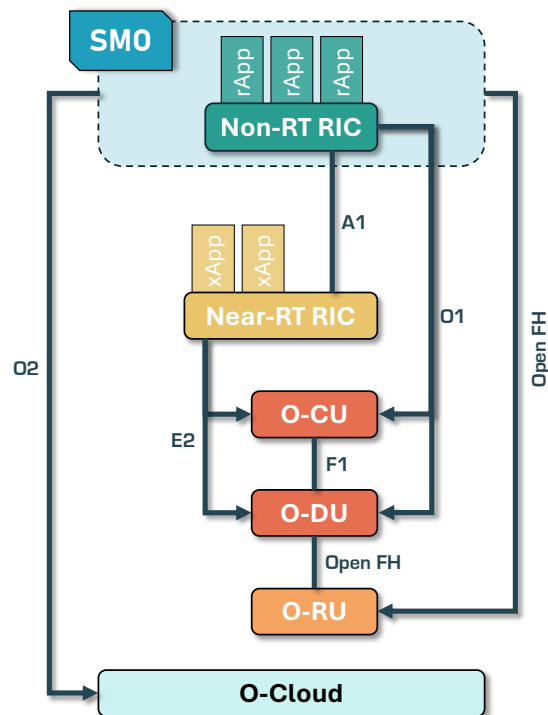 SMO
rApp
rApp
rApp
Non-RT RIC
A1
xApp
xApp
Near-RT RIC
O1
O2
Open FH
O-CU
E2
F1
O-DU
Open FH
O-RU
O-Cloud